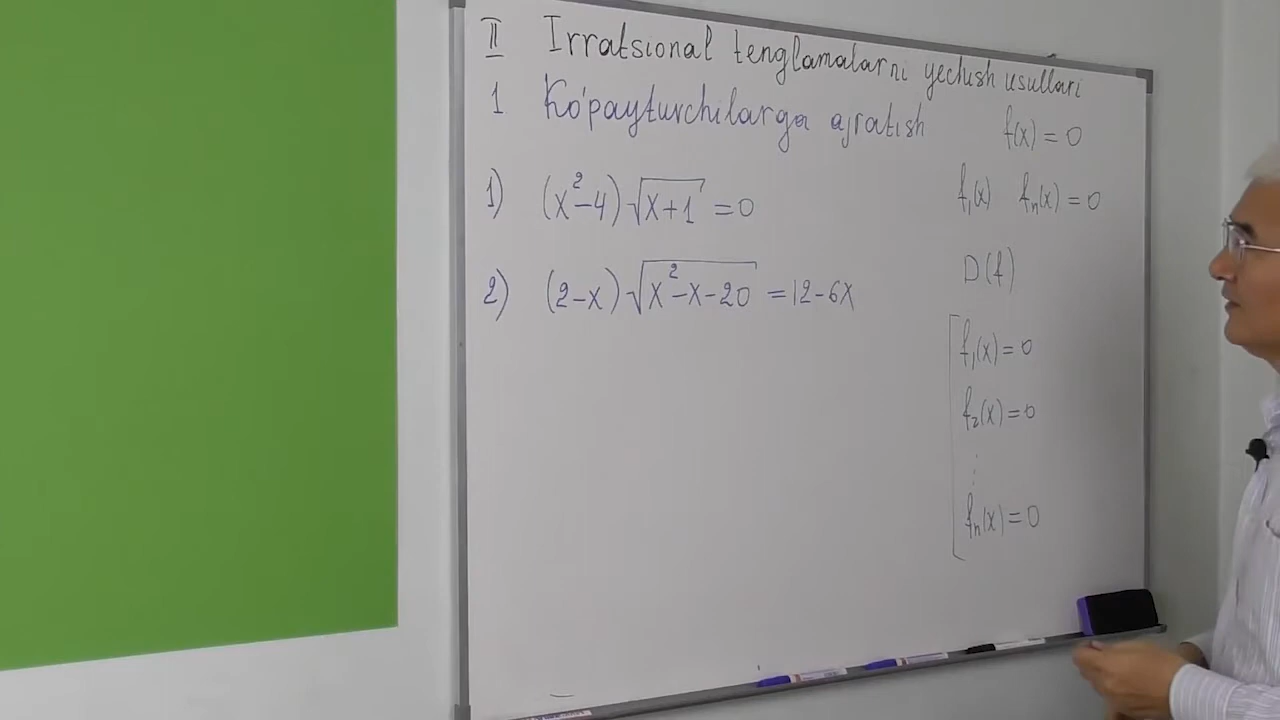 II Irratsional tenglamalarni yechish usullari
1 Ko'paytuvchilarga ajratish
f(x) = 0
1) (x²-4)√(x+1) = 0
f₁(x) fₙ(x) = 0
2) (2-x)√(x²-x-20) = 12-6x
D(f)
f₁(x) = 0
f₂(x) = 0
⋮
fₙ(x) = 0